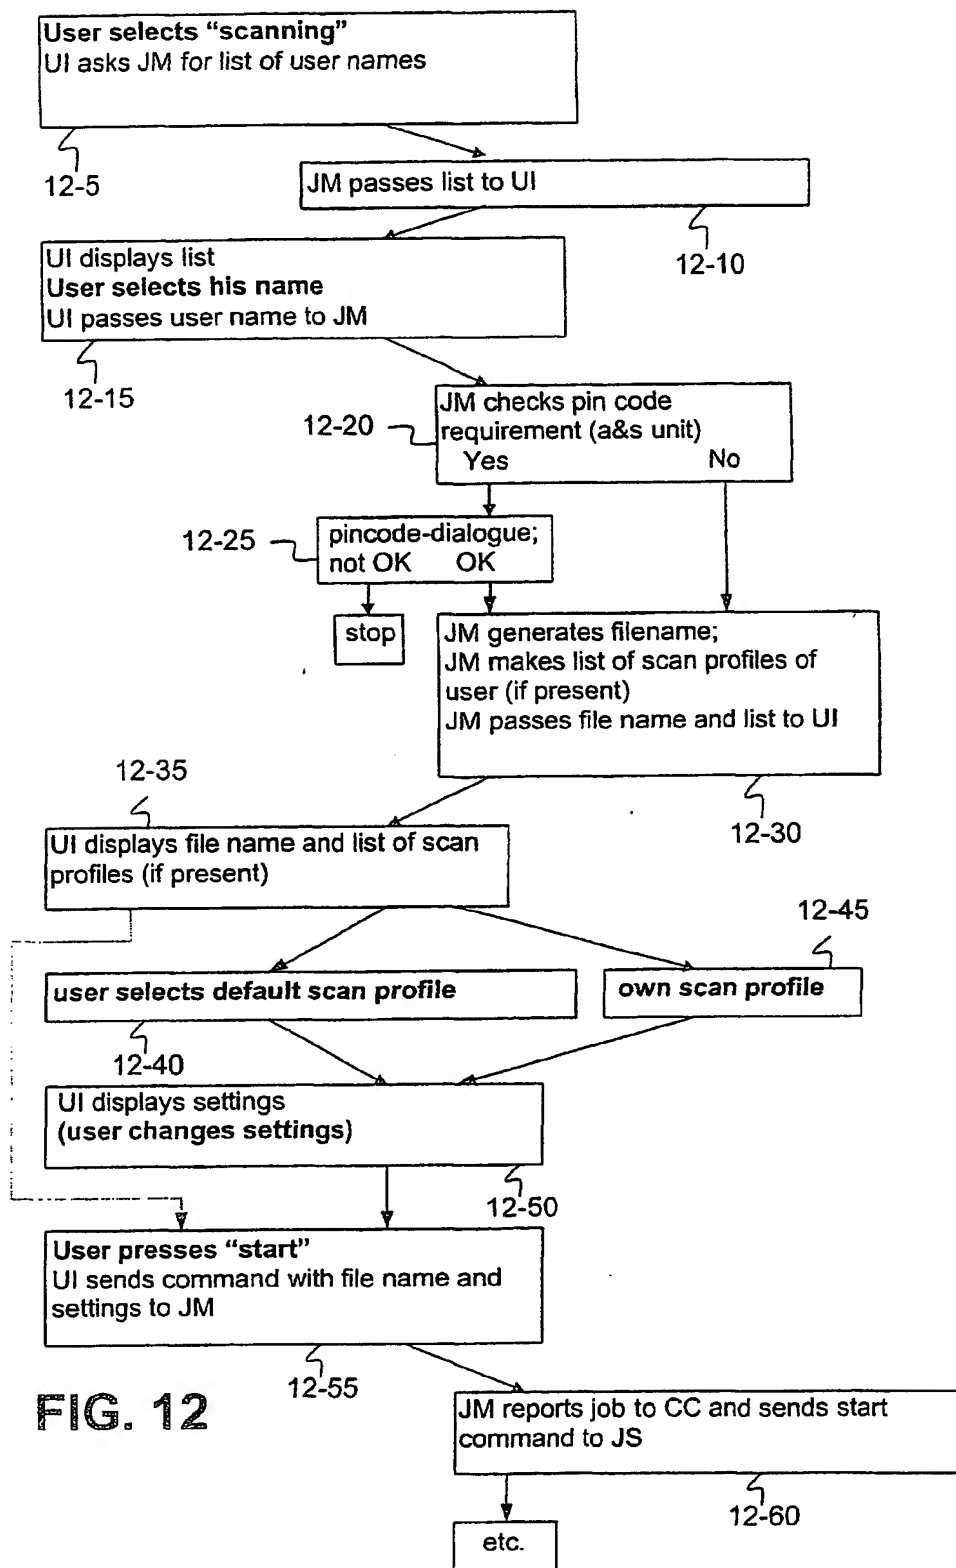 User selects “scanning”
UI asks JM for list of user names
12-5
JM passes list to UI
12-10
UI displays list
User selects his name
UI passes user name to JM
12-15
JM checks pin code
requirement (a&s unit)
Yes No
12-20
pincode-dialogue;
not OK OK
12-25
stop
JM generates filename;
JM makes list of scan profiles of
user (if present)
JM passes file name and list to UI
12-30
12-35
UI displays file name and list of scan
profiles (if present)
12-45
user selects default scan profile
own scan profile
12-40
UI displays settings
(user changes settings)
12-50
User presses “start”
UI sends command with file name and
settings to JM
12-55
FIG. 12
JM reports job to CC and sends start
command to JS
12-60
etc.